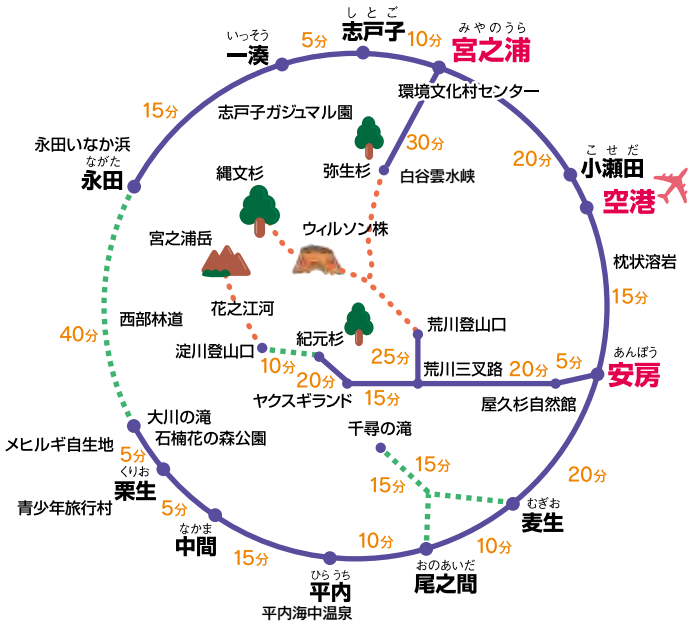 しとご
志戸子
5分
10分
みやのうら
宮之浦
いっそう
一湊
環境文化村センター
15分
志戸子ガジュマル園
30分
永田いなか浜
ながた
永田
縄文杉
弥生杉
白谷雲水峡
20分
こせだ
小瀬田
空港
宮之浦岳
ウィルソン株
枕状溶岩
15分
花之江河
西部林道
40分
淀川登山口
10分
紀元杉
荒川登山口
25分
荒川三叉路
20分
5分
あんぼう
安房
20分
ヤクスギランド
15分
屋久杉自然館
大川の滝
石楠花の森公園
千尋の滝
メヒルギ自生地
5分
くりお
栗生
15分
15分
20分
青少年旅行村
5分
なかま
中間
むぎお
麦生
15分
10分
10分
ひらうち
平内
平内海中温泉
おのあいだ
尾之間